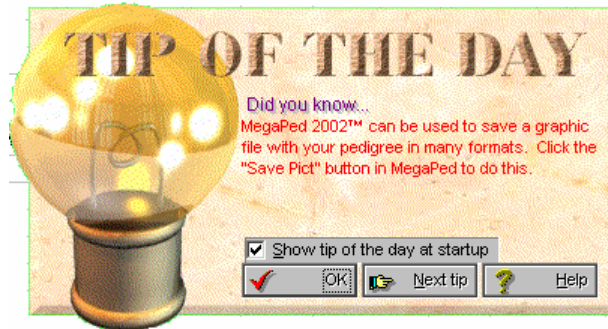 TIP OF THE DAY
Did you know...
MegaPed 2002™ can be used to save a graphic
file with your pedigree in many formats.  Click the
"Save Pict" button in MegaPed to do this.
Show tip of the day at startup
OK Next tip Help